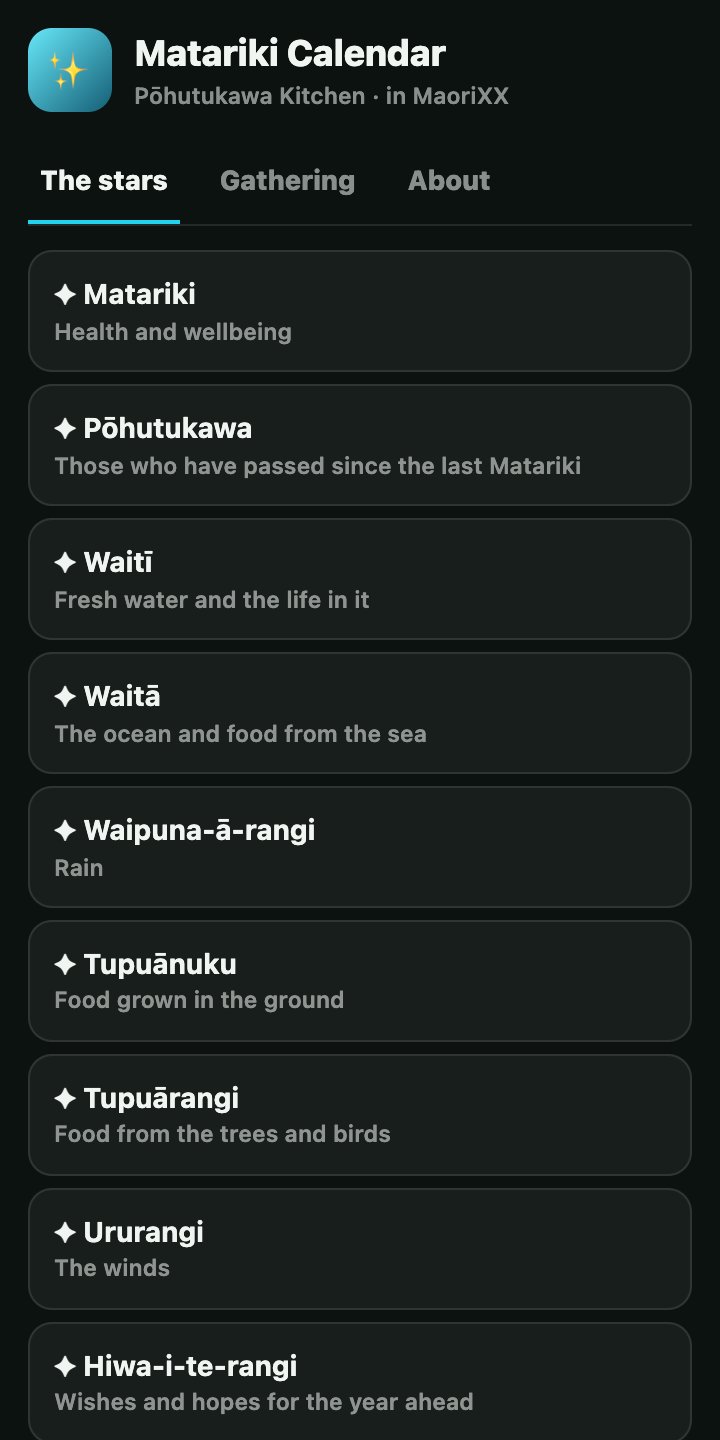 Matariki Calendar
Pōhutukawa Kitchen · in MaoriXX
The stars Gathering About
✦ Matariki
Health and wellbeing
✦ Pōhutukawa
Those who have passed since the last Matariki
✦ Waitī
Fresh water and the life in it
✦ Waitā
The ocean and food from the sea
✦ Waipuna-ā-rangi
Rain
✦ Tupuānuku
Food grown in the ground
✦ Tupuārangi
Food from the trees and birds
✦ Ururangi
The winds
✦ Hiwa-i-te-rangi
Wishes and hopes for the year ahead